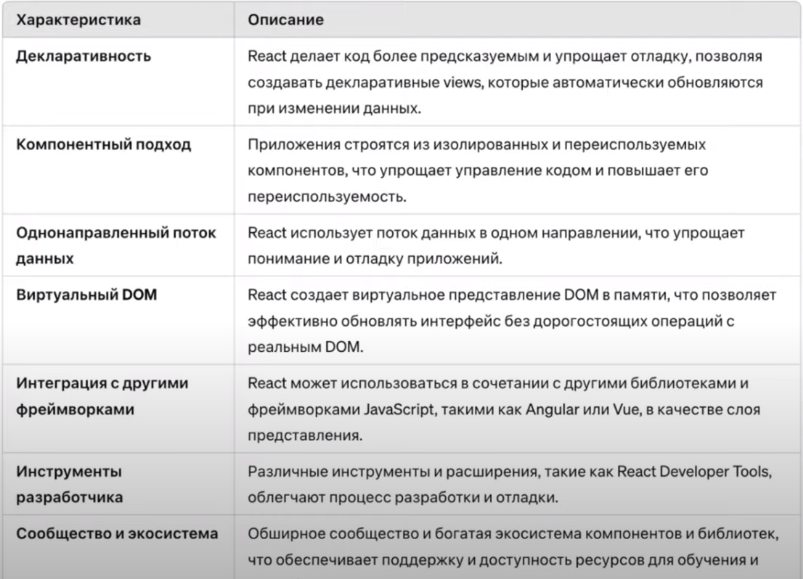 Характеристика Описание
Декларативность React делает код более предсказуемым и упрощает отладку, позволяя
создавать декларативные views, которые автоматически обновляются
при изменении данных.
Компонентный подход Приложения строятся из изолированных и переиспользуемых
компонентов, что упрощает управление кодом и повышает его
переиспользуемость.
Однонаправленный поток React использует поток данных в одном направлении, что упрощает
данных понимание и отладку приложений.
Виртуальный DOM React создает виртуальное представление DOM в памяти, что позволяет
эффективно обновлять интерфейс без дорогостоящих операций с
реальным DOM.
Интеграция с другими React может использоваться в сочетании с другими библиотеками и
фреймворками фреймворками JavaScript, такими как Angular или Vue, в качестве слоя
представления.
Инструменты Различные инструменты и расширения, такие как React Developer Tools,
разработчика облегчают процесс разработки и отладки.
Сообщество и экосистема Обширное сообщество и богатая экосистема компонентов и библиотек,
что обеспечивает поддержку и доступность ресурсов для обучения и